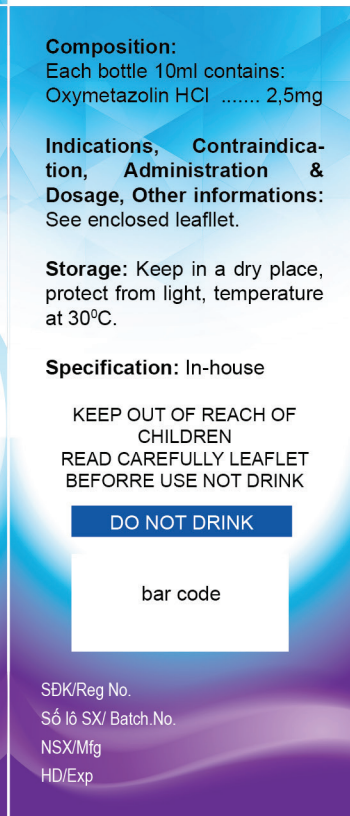 Composition:
Each bottle 10ml contains:
Oxymetazolin HCl ....... 2,5mg
Indications, Contraindica-
tion, Administration &
Dosage, Other informations:
See enclosed leafllet.
Storage: Keep in a dry place,
protect from light, temperature
at 30⁰C.
Specification: In-house
KEEP OUT OF REACH OF
CHILDREN
READ CAREFULLY LEAFLET
BEFORRE USE NOT DRINK
DO NOT DRINK
bar code
SĐK/Reg No.
Số lô SX/ Batch.No.
NSX/Mfg
HD/Exp